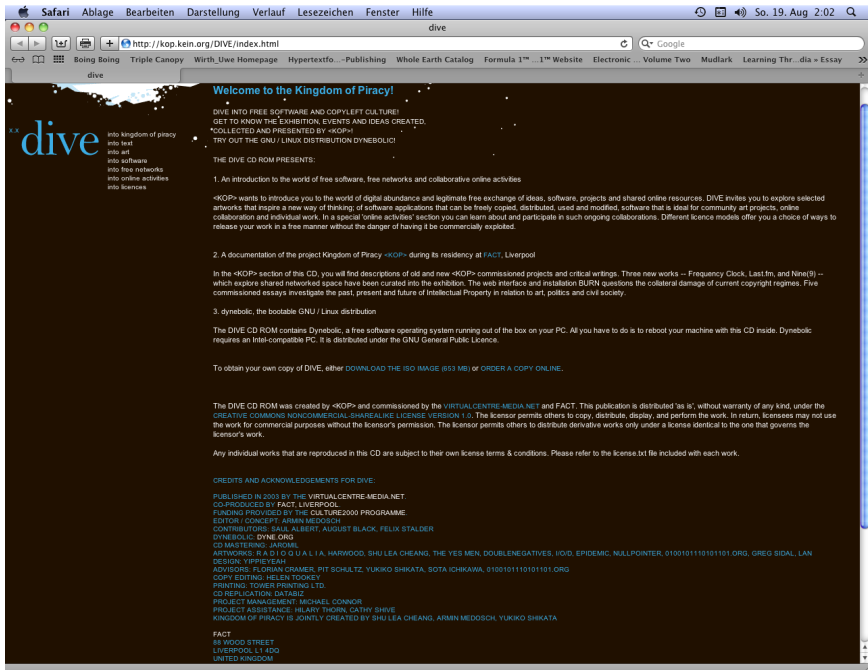 Safari Ablage Bearbeiten Darstellung Verlauf Lesezeichen Fenster Hilfe So. 19. Aug 2:02
dive
http://kop.kein.org/DIVE/index.html Google
Boing Boing Triple Canopy Wirth_Uwe Homepage Hypertextfo...-Publishing Whole Earth Catalog Formula 1™ ...1™ Website Electronic ... Volume Two Mudlark Learning Thr...dia » Essay
dive
x x
dive
into kingdom of piracy
into text
into art
into software
into free networks
into online activities
into licences
Welcome to the Kingdom of Piracy!
DIVE INTO FREE SOFTWARE AND COPYLEFT CULTURE!
GET TO KNOW THE EXHIBITION, EVENTS AND IDEAS CREATED,
COLLECTED AND PRESENTED BY <KOP>!
TRY OUT THE GNU / LINUX DISTRIBUTION DYNEBOLIC!
THE DIVE CD ROM PRESENTS:
1. An introduction to the world of free software, free networks and collaborative online activities
<KOP> wants to introduce you to the world of digital abundance and legitimate free exchange of ideas, software, projects and shared online resources. DIVE invites you to explore selected
artworks that inspire a new way of thinking; of software applications that can be freely copied, distributed, used and modified, software that is ideal for community art projects, online
collaboration and individual work. In a special 'online activities' section you can learn about and participate in such ongoing collaborations. Different licence models offer you a choice of ways to
release your work in a free manner without the danger of having it be commercially exploited.
2. A documentation of the project Kingdom of Piracy <KOP> during its residency at FACT, Liverpool
In the <KOP> section of this CD, you will find descriptions of old and new <KOP> commissioned projects and critical writings. Three new works -- Frequency Clock, Last.fm, and Nine(9) --
which explore shared networked space have been curated into the exhibition. The web interface and installation BURN questions the collateral damage of current copyright regimes. Five
commissioned essays investigate the past, present and future of Intellectual Property in relation to art, politics and civil society.
3. dynebolic, the bootable GNU / Linux distribution
The DIVE CD ROM contains Dynebolic, a free software operating system running out of the box on your PC. All you have to do is to reboot your machine with this CD inside. Dynebolic
requires an Intel-compatible PC. It is distributed under the GNU General Public Licence.
To obtain your own copy of DIVE, either DOWNLOAD THE ISO IMAGE (653 MB) or ORDER A COPY ONLINE.
The DIVE CD ROM was created by <KOP> and commissioned by the VIRTUALCENTRE-MEDIA.NET and FACT. This publication is distributed 'as is', without warranty of any kind, under the
CREATIVE COMMONS NONCOMMERCIAL-SHAREALIKE LICENSE VERSION 1.0. The licensor permits others to copy, distribute, display, and perform the work. In return, licensees may not use
the work for commercial purposes without the licensor's permission. The licensor permits others to distribute derivative works only under a license identical to the one that governs the
licensor's work.
Any individual works that are reproduced in this CD are subject to their own license terms & conditions. Please refer to the license.txt file included with each work.
CREDITS AND ACKNOWLEDGEMENTS FOR DIVE:
PUBLISHED IN 2003 BY THE VIRTUALCENTRE-MEDIA.NET.
CO-PRODUCED BY FACT, LIVERPOOL
FUNDING PROVIDED BY THE CULTURE2000 PROGRAMME.
EDITOR / CONCEPT: ARMIN MEDOSCH
CONTRIBUTORS: SAUL ALBERT, AUGUST BLACK, FELIX STALDER
DYNEBOLIC: DYNE.ORG
CD MASTERING: JAROMIL
ARTWORKS: R A D I O Q U A L I A, HARWOOD, SHU LEA CHEANG, THE YES MEN, DOUBLENEGATIVES, I/O/D, EPIDEMIC, NULLPOINTER, 0100101110101101.ORG, GREG SIDAL, LAN
DESIGN: YIPPIEYEAH
ADVISORS: FLORIAN CRAMER, PIT SCHULTZ, YUKIKO SHIKATA, SOTA ICHIKAWA, 0100101110101101.ORG
COPY EDITING: HELEN TOOKEY
PRINTING: TOWER PRINTING LTD.
CD REPLICATION: DATABIZ
PROJECT MANAGEMENT: MICHAEL CONNOR
PROJECT ASSISTANCE: HILARY THORN, CATHY SHIVE
KINGDOM OF PIRACY IS JOINTLY CREATED BY SHU LEA CHEANG, ARMIN MEDOSCH, YUKIKO SHIKATA
FACT
88 WOOD STREET
LIVERPOOL L1 4DQ
UNITED KINGDOM